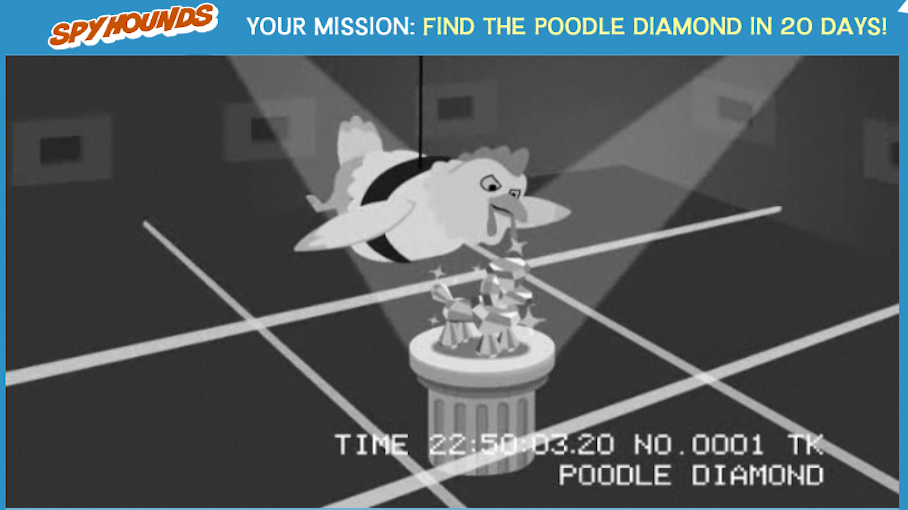 SPYHOUNDS
YOUR MISSION: FIND THE POODLE DIAMOND IN 20 DAYS!
TIME 22:50:03.20 NO.0001 TK
POODLE DIAMOND